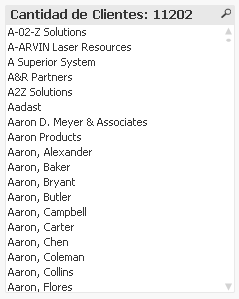 Cantidad de Clientes: 11202
A-02-Z Solutions
A-ARVIN Laser Resources
A Superior System
A&R Partners
A2Z Solutions
Aadast
Aaron D. Meyer & Associates
Aaron Products
Aaron, Alexander
Aaron, Baker
Aaron, Bryant
Aaron, Butler
Aaron, Campbell
Aaron, Carter
Aaron, Chen
Aaron, Coleman
Aaron, Collins
Aaron, Flores